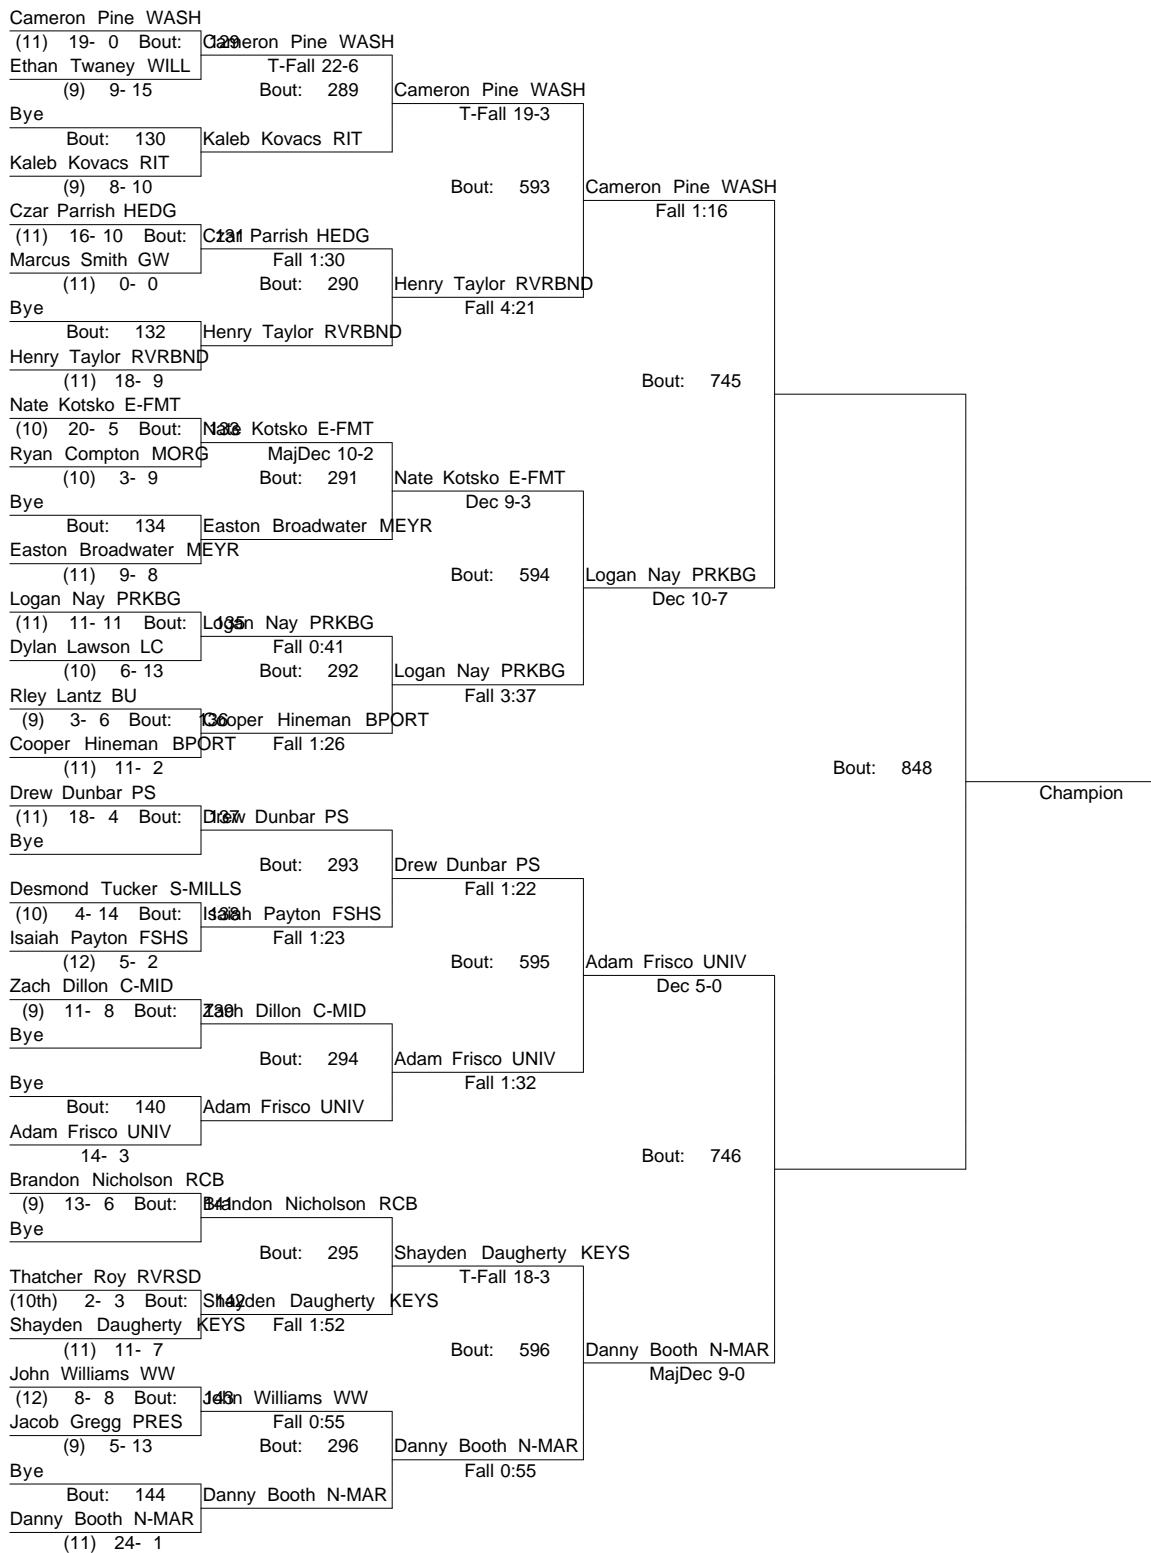 Cameron Pine WASH
(11) 19- 0 Bout: 129 Cameron Pine WASH
Ethan Twaney WILL T-Fall 22-6
(9) 9- 15 Bout: 289 Cameron Pine WASH
Bye T-Fall 19-3
Bout: 130 Kaleb Kovacs RIT
Kaleb Kovacs RIT
(9) 8- 10 Bout: 593 Cameron Pine WASH
Czar Parrish HEDG Fall 1:16
(11) 16- 10 Bout: 131 Czar Parrish HEDG
Marcus Smith GW Fall 1:30
(11) 0- 0 Bout: 290 Henry Taylor RVRBND
Bye Fall 4:21
Bout: 132 Henry Taylor RVRBND
Henry Taylor RVRBND
(11) 18- 9 Bout: 745
Nate Kotsko E-FMT
(10) 20- 5 Bout: 133 Nate Kotsko E-FMT
Ryan Compton MORG MajDec 10-2
(10) 3- 9 Bout: 291 Nate Kotsko E-FMT
Bye Dec 9-3
Bout: 134 Easton Broadwater MEYR
Easton Broadwater MEYR
(11) 9- 8 Bout: 594 Logan Nay PRKBG
Logan Nay PRKBG Dec 10-7
(11) 11- 11 Bout: 135 Logan Nay PRKBG
Dylan Lawson LC Fall 0:41
(10) 6- 13 Bout: 292 Logan Nay PRKBG
Rley Lantz BU Fall 3:37
(9) 3- 6 Bout: 136 Cooper Hineman BPORT
Cooper Hineman BPORT Fall 1:26
(11) 11- 2 Bout: 848
Drew Dunbar PS Champion
(11) 18- 4 Bout: 137 Drew Dunbar PS
Bye
Bout: 293 Drew Dunbar PS
Desmond Tucker S-MILLS Fall 1:22
(10) 4- 14 Bout: 138 Isaiah Payton FSHS
Isaiah Payton FSHS Fall 1:23
(12) 5- 2 Bout: 595 Adam Frisco UNIV
Zach Dillon C-MID Dec 5-0
(9) 11- 8 Bout: 139 Zach Dillon C-MID
Bye
Bout: 294 Adam Frisco UNIV
Bye Fall 1:32
Bout: 140 Adam Frisco UNIV
Adam Frisco UNIV
14- 3 Bout: 746
Brandon Nicholson RCB
(9) 13- 6 Bout: 141 Brandon Nicholson RCB
Bye
Bout: 295 Shayden Daugherty KEYS
Thatcher Roy RVRSD T-Fall 18-3
(10th) 2- 3 Bout: 142 Shayden Daugherty KEYS
Shayden Daugherty KEYS Fall 1:52
(11) 11- 7 Bout: 596 Danny Booth N-MAR
John Williams WW MajDec 9-0
(12) 8- 8 Bout: 143 John Williams WW
Jacob Gregg PRES Fall 0:55
(9) 5- 13 Bout: 296 Danny Booth N-MAR
Bye Fall 0:55
Bout: 144 Danny Booth N-MAR
Danny Booth N-MAR
(11) 24- 1